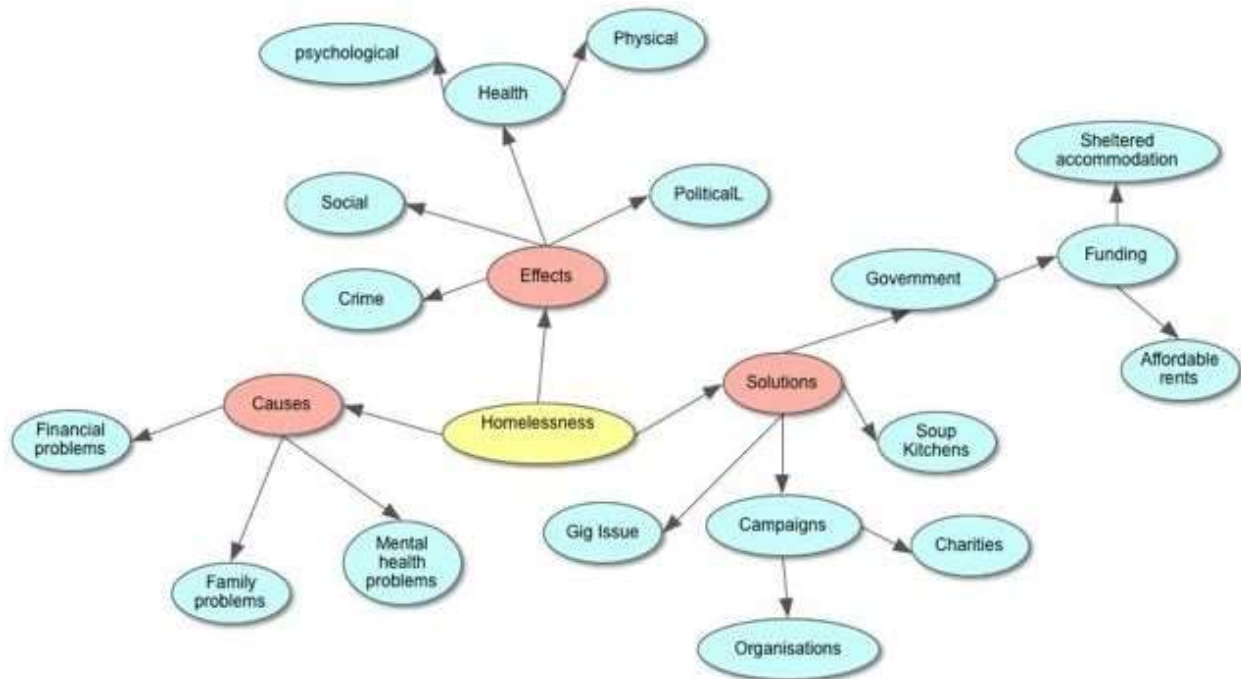 psychological
Physical
Health
Sheltered
accommodation
Social
PoliticalL
Effects
Government
Funding
Crime
Affordable
rents
Solutions
Causes
Homelessness
Financial
problems
Soup
Kitchens
Gig Issue
Campaigns
Charities
Mental
health
problems
Family
problems
Organisations